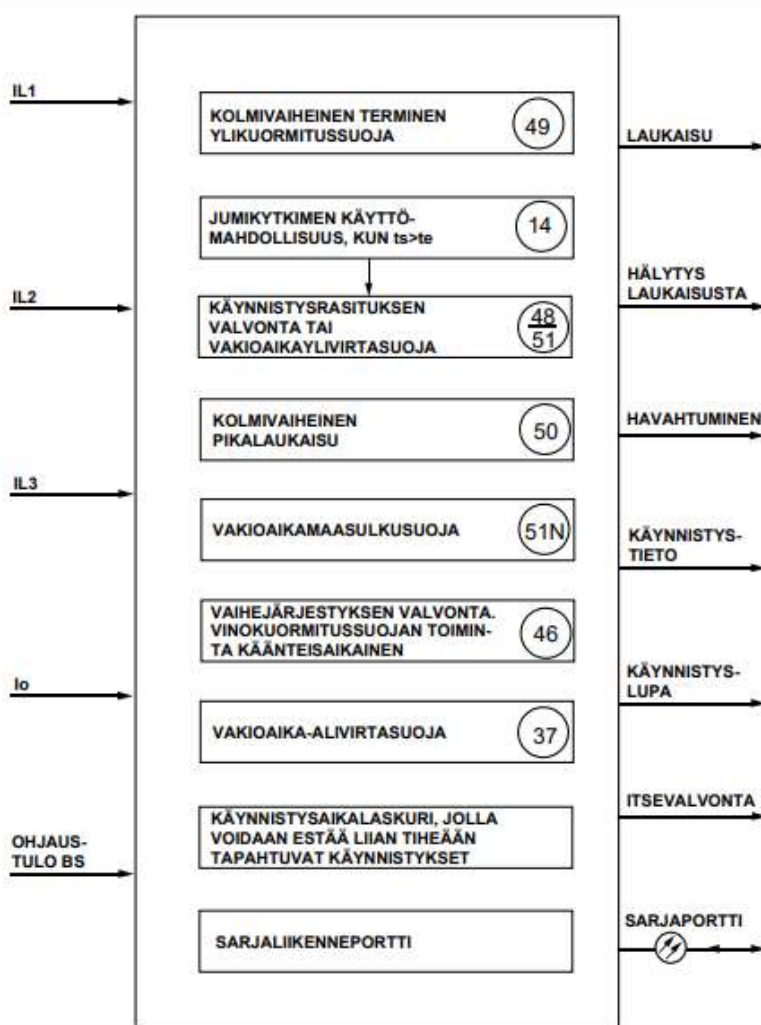 IL1
KOLMIVAIHEINEN TERMINEN
YLIKUORMITUSSUOJA
49
LAUKAISU
JUMIKYTKIMEN KÄYTTÖ-
MAHDOLLISUUS, KUN ts>te
14
IL2
KÄYNNISTYSRASITUKSEN
VALVONTA TAI
VAKIOAIKAYLIVIRTASUOJA
48
51
HÄLYTYS
LAUKAISUSTA
KOLMIVAIHEINEN
PIKALAUKAISU
50
HAVAHTUMINEN
IL3
VAKIOAIKAMAASULKUSUOJA
51N
KÄYNNISTYS-
TIETO
VAIHEJÄRJESTYKSEN VALVONTA.
VINOKUORMITUSSUOJAN TOIMIN-
TA KÄÄNTEISAIKAINEN
46
Io
KÄYNNISTYS-
LUPA
VAKIOAIKA-ALIVIRTASUOJA
37
ITSEVALVONTA
KÄYNNISTYSAIKALASKURI, JOLLA
VOIDAAN ESTÄÄ LIIAN TIHEÄÄN
TAPAHTUVAT KÄYNNISTYKSET
OHJAUS-
TULO BS
SARJALIIKENNEPORTTI
SARJAPORTTI